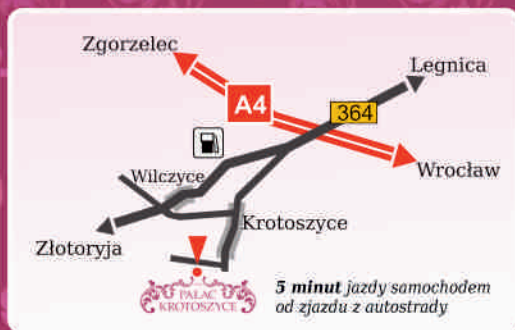 Zgorzelec
Legnica
A4
364
Wilczyce
Wrocław
Krotoszyce
Złotoryja
PAŁAC
KROTOSZYCE
5 minut jazdy samochodem
od zjazdu z autostrady